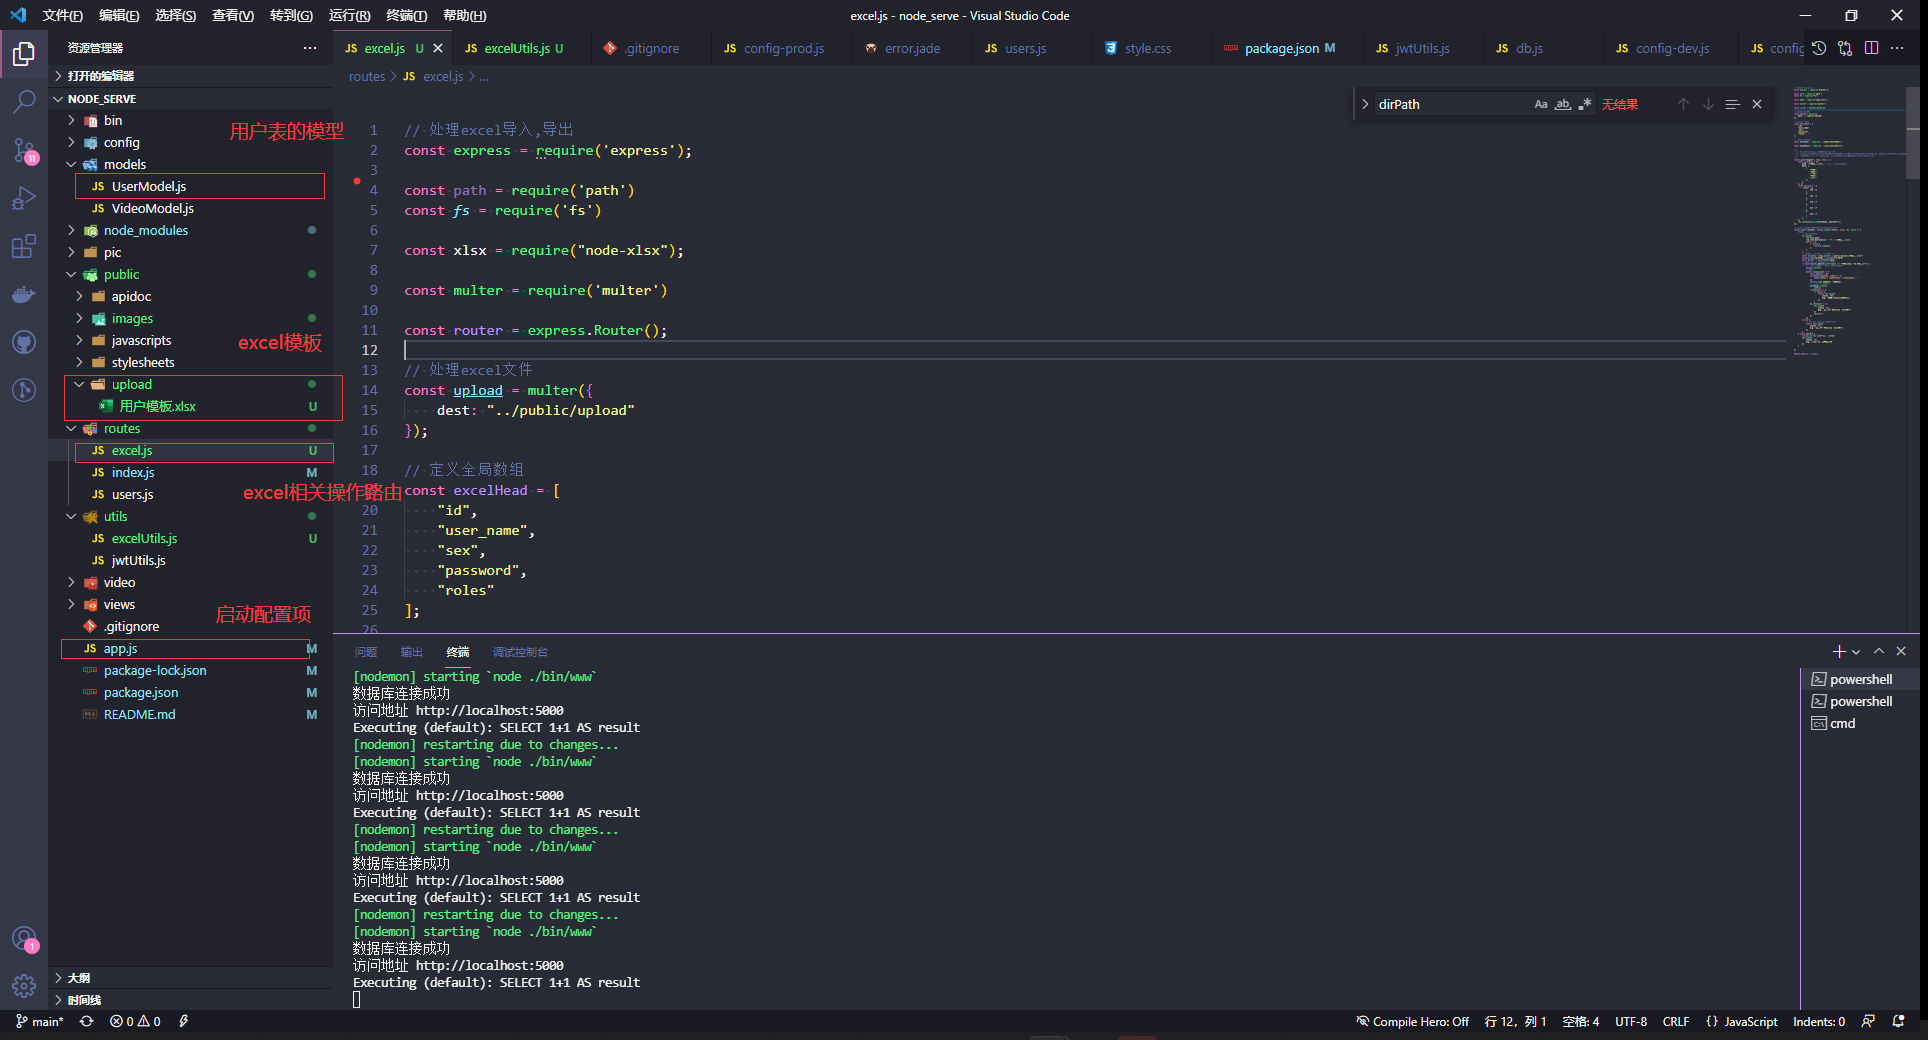 文件(F) 编辑(E) 选择(S) 查看(V) 转到(G) 运行(R) 终端(T) 帮助(H)
excel.js - node_serve - Visual Studio Code
资源管理器
excel.js U
excelUtils.js U
.gitignore
config-prod.js
error.jade
users.js
style.css
package.json M
jwtUtils.js
db.js
config-dev.js
config
打开的编辑器
routes > JS excel.js > ...
dirPath
Aa ab .*
无结果
NODE_SERVE
bin
用户表的模型
config
models
JS UserModel.js
JS VideoModel.js
node_modules
pic
public
apidoc
images
javascripts
excel模板
stylesheets
upload
用户模板.xlsx U
routes
JS excel.js U
JS index.js M
JS users.js
excel相关操作路由
utils
JS excelUtils.js U
JS jwtUtils.js
video
views
启动配置项
.gitignore
JS app.js M
package-lock.json M
package.json M
README.md M
大纲
时间线
11
1
1 // 处理excel导入,导出
2 const express = require('express');
3
4 const path = require('path')
5 const fs = require('fs')
6
7 const xlsx = require("node-xlsx");
8
9 const multer = require('multer')
10
11 const router = express.Router();
12
13 // 处理excel文件
14 const upload = multer({
15 dest: "../public/upload"
16 });
17
18 // 定义全局数组
const excelHead = [
20 "id",
21 "user_name",
22 "sex",
23 "password",
24 "roles"
25 ];
26
问题 输出 终端 调试控制台
[nodemon] starting `node ./bin/www`
数据库连接成功
访问地址 http://localhost:5000
Executing (default): SELECT 1+1 AS result
[nodemon] restarting due to changes...
[nodemon] starting `node ./bin/www`
数据库连接成功
访问地址 http://localhost:5000
Executing (default): SELECT 1+1 AS result
[nodemon] restarting due to changes...
[nodemon] starting `node ./bin/www`
数据库连接成功
访问地址 http://localhost:5000
Executing (default): SELECT 1+1 AS result
[nodemon] restarting due to changes...
[nodemon] starting `node ./bin/www`
数据库连接成功
访问地址 http://localhost:5000
Executing (default): SELECT 1+1 AS result
powershell
powershell
cmd
main* 0 0
Compile Hero: Off 行 12，列 1 空格: 4 UTF-8 CRLF {} JavaScript Indents: 0